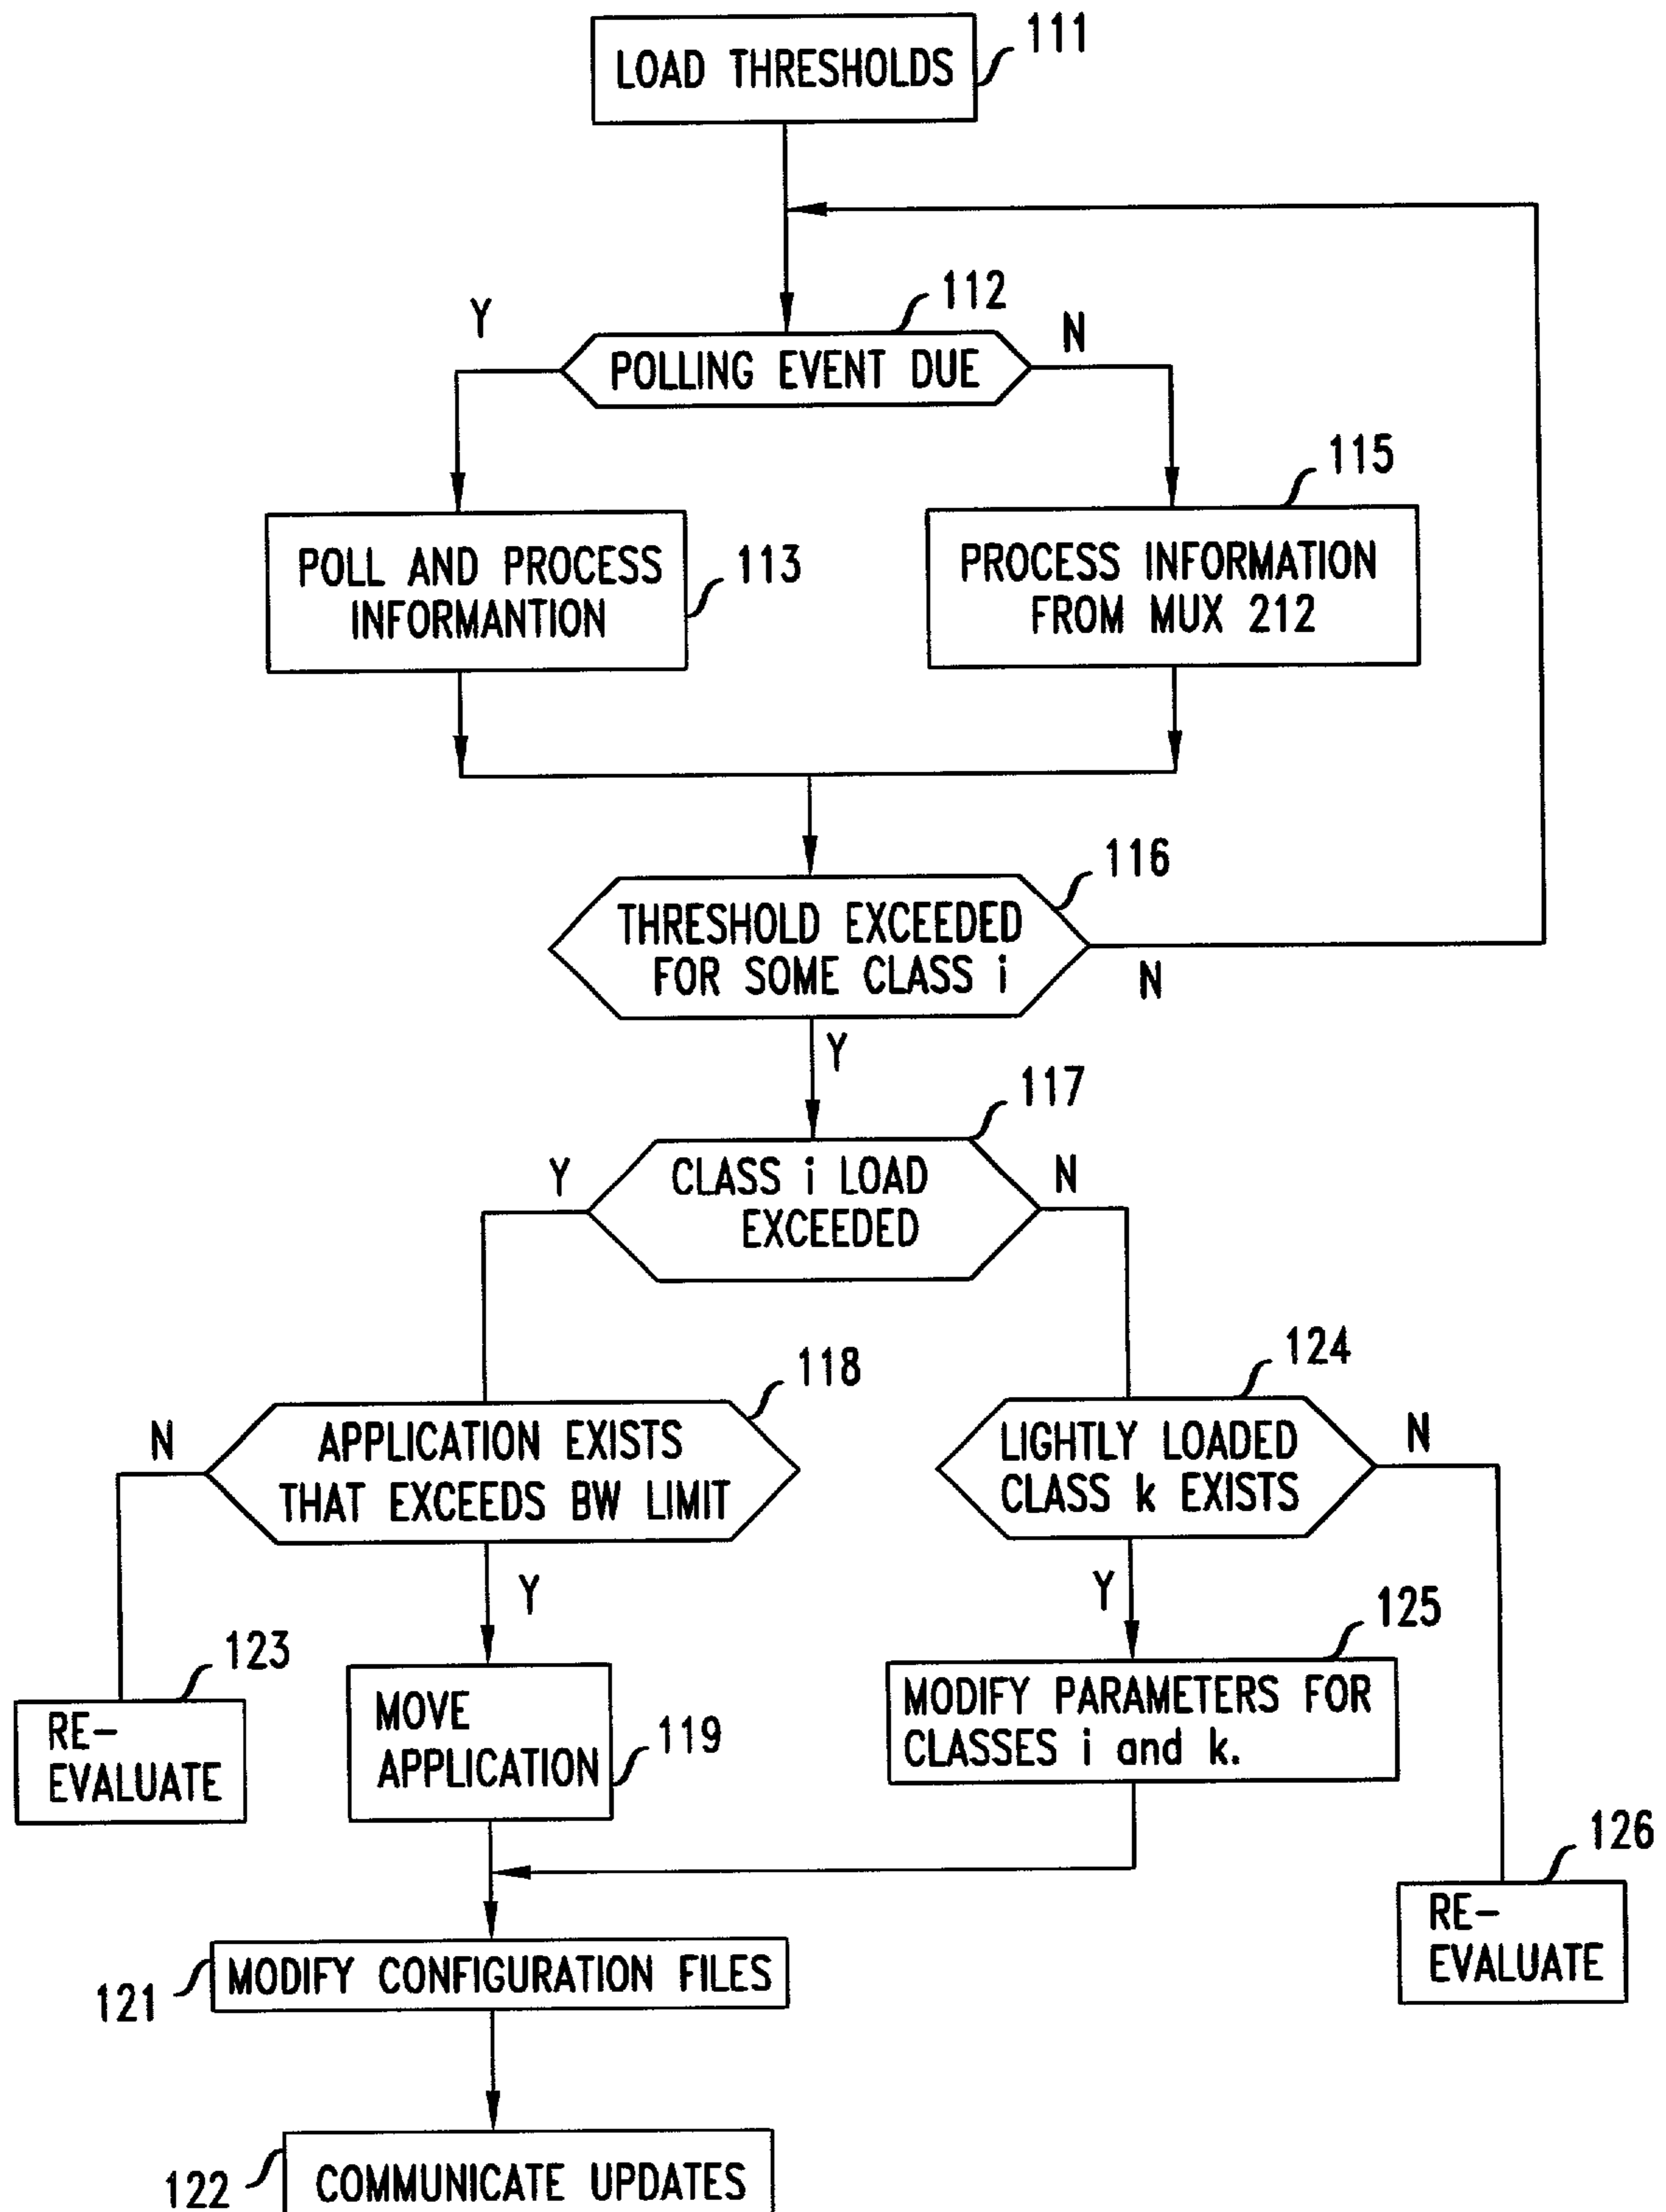 LOAD THRESHOLDS
111
112
Y
N
POLLING EVENT DUE
115
POLL AND PROCESS
INFORMANTION
113
PROCESS INFORMATION
FROM MUX 212
116
THRESHOLD EXCEEDED
FOR SOME CLASS i
N
Y
117
Y
CLASS i LOAD
EXCEEDED
N
118
124
N
APPLICATION EXISTS
THAT EXCEEDS BW LIMIT
LIGHTLY LOADED
CLASS k EXISTS
N
Y
Y
125
123
RE-
EVALUATE
MOVE
APPLICATION
119
MODIFY PARAMETERS FOR
CLASSES i and k.
126
RE-
EVALUATE
MODIFY CONFIGURATION FILES
121
COMMUNICATE UPDATES
122